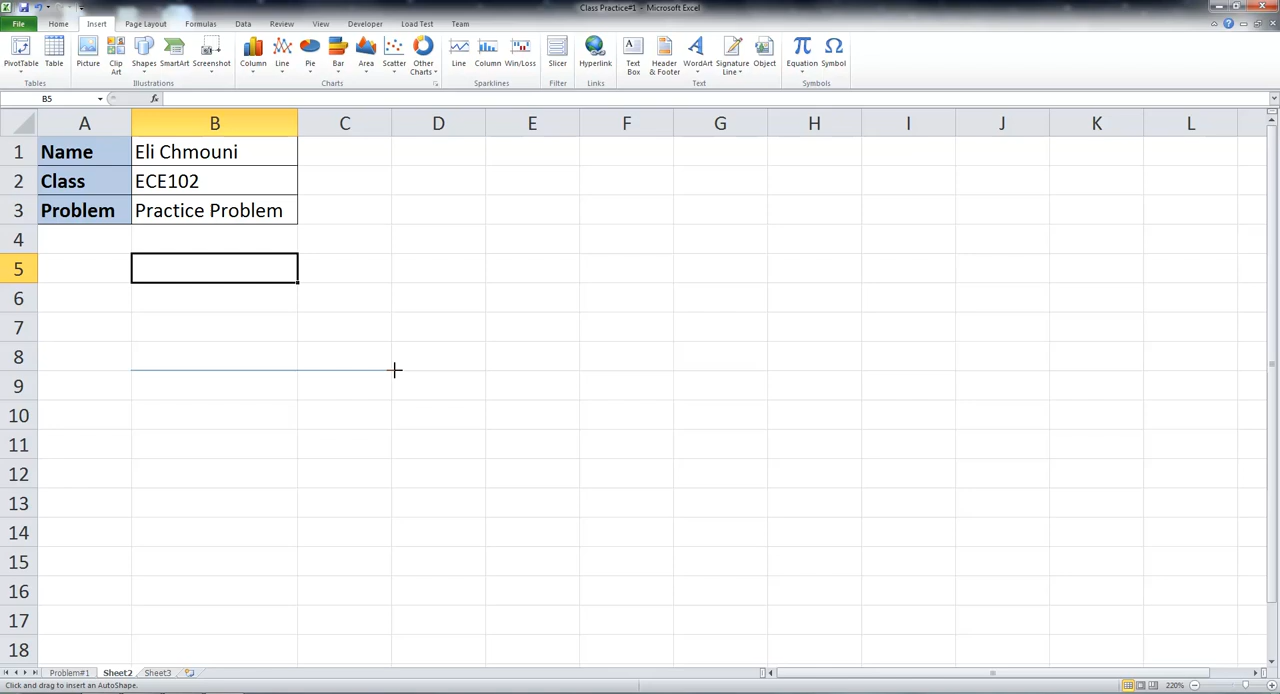 Class Practice#1 - Microsoft Excel
File Home Insert Page Layout Formulas Data Review View Developer Load Test Team
PivotTable Table Picture Clip Art Shapes SmartArt Screenshot Column Line Pie Bar Area Scatter Other Charts Line Column Win/Loss Slicer Hyperlink Text Box Header & Footer WordArt Signature Line Object Equation Symbol
Tables Illustrations Charts Sparklines Filter Links Text Symbols
B5 fx
A B C D E F G H I J K L
1 Name Eli Chmouni
2 Class ECE102
3 Problem Practice Problem
4
5
6
7
8
9
10
11
12
13
14
15
16
17
18
Problem#1 Sheet2 Sheet3
Click and drag to insert an AutoShape. 220%